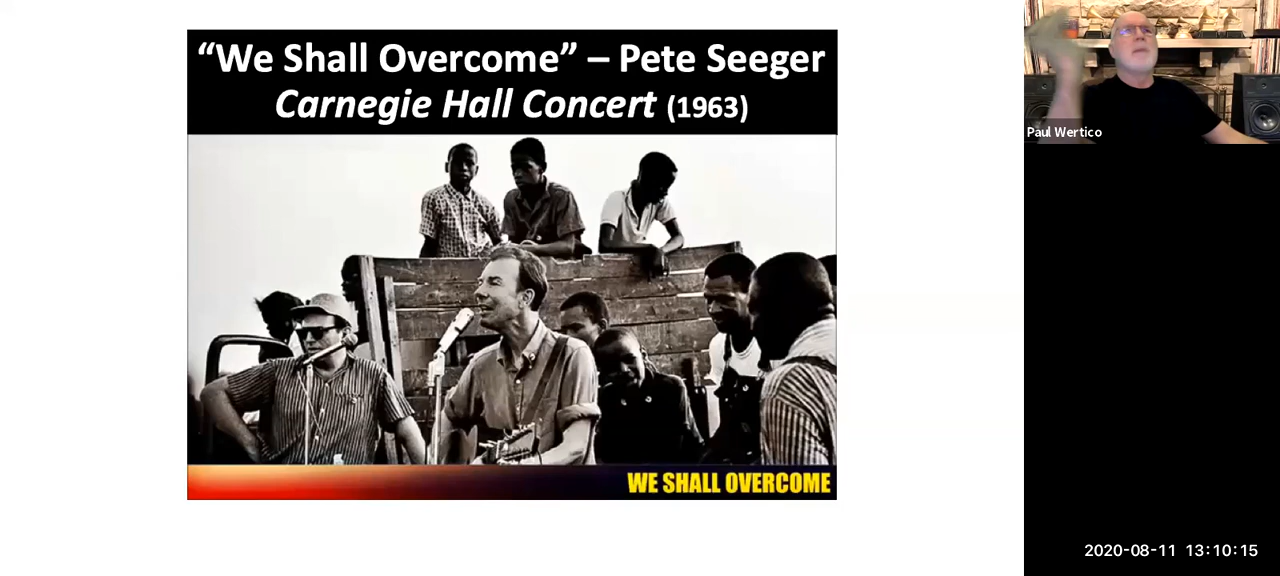 “We Shall Overcome” – Pete Seeger
Carnegie Hall Concert (1963)
WE SHALL OVERCOME
Paul Wertico
2020-08-11 13:10:15